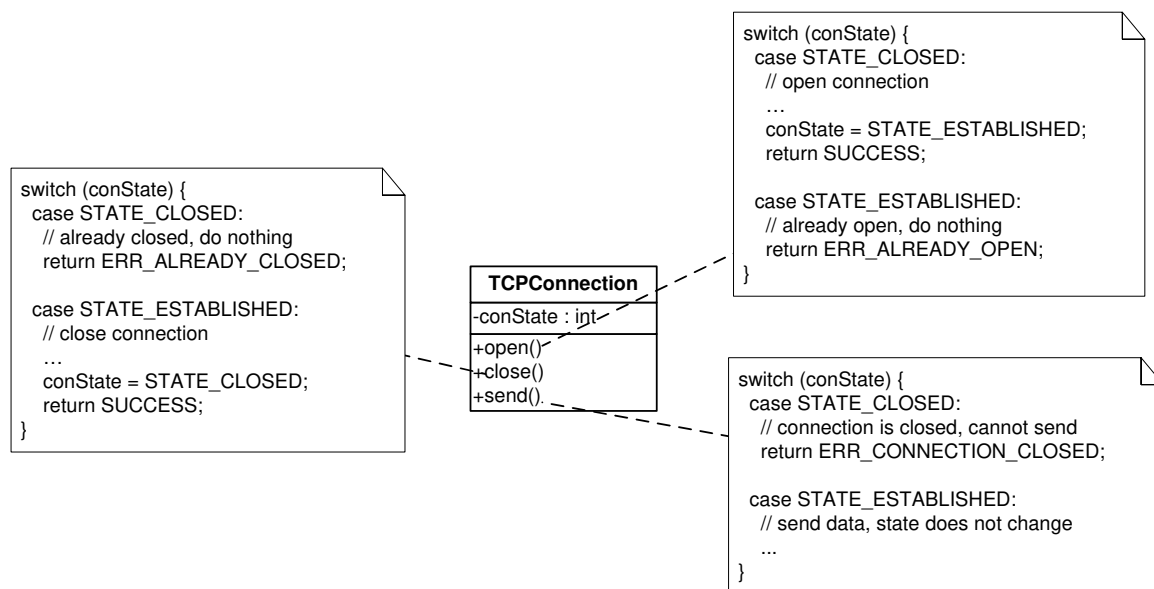 switch (conState) {
case STATE_CLOSED:
// already closed, do nothing
return ERR_ALREADY_CLOSED;
case STATE_ESTABLISHED:
// close connection
…
conState = STATE_CLOSED;
return SUCCESS;
}
TCPConnection
-conState : int
+open()
+close()
+send()
switch (conState) {
case STATE_CLOSED:
// open connection
…
conState = STATE_ESTABLISHED;
return SUCCESS;
case STATE_ESTABLISHED:
// already open, do nothing
return ERR_ALREADY_OPEN;
}
switch (conState) {
case STATE_CLOSED:
// connection is closed, cannot send
return ERR_CONNECTION_CLOSED;
case STATE_ESTABLISHED:
// send data, state does not change
...
}